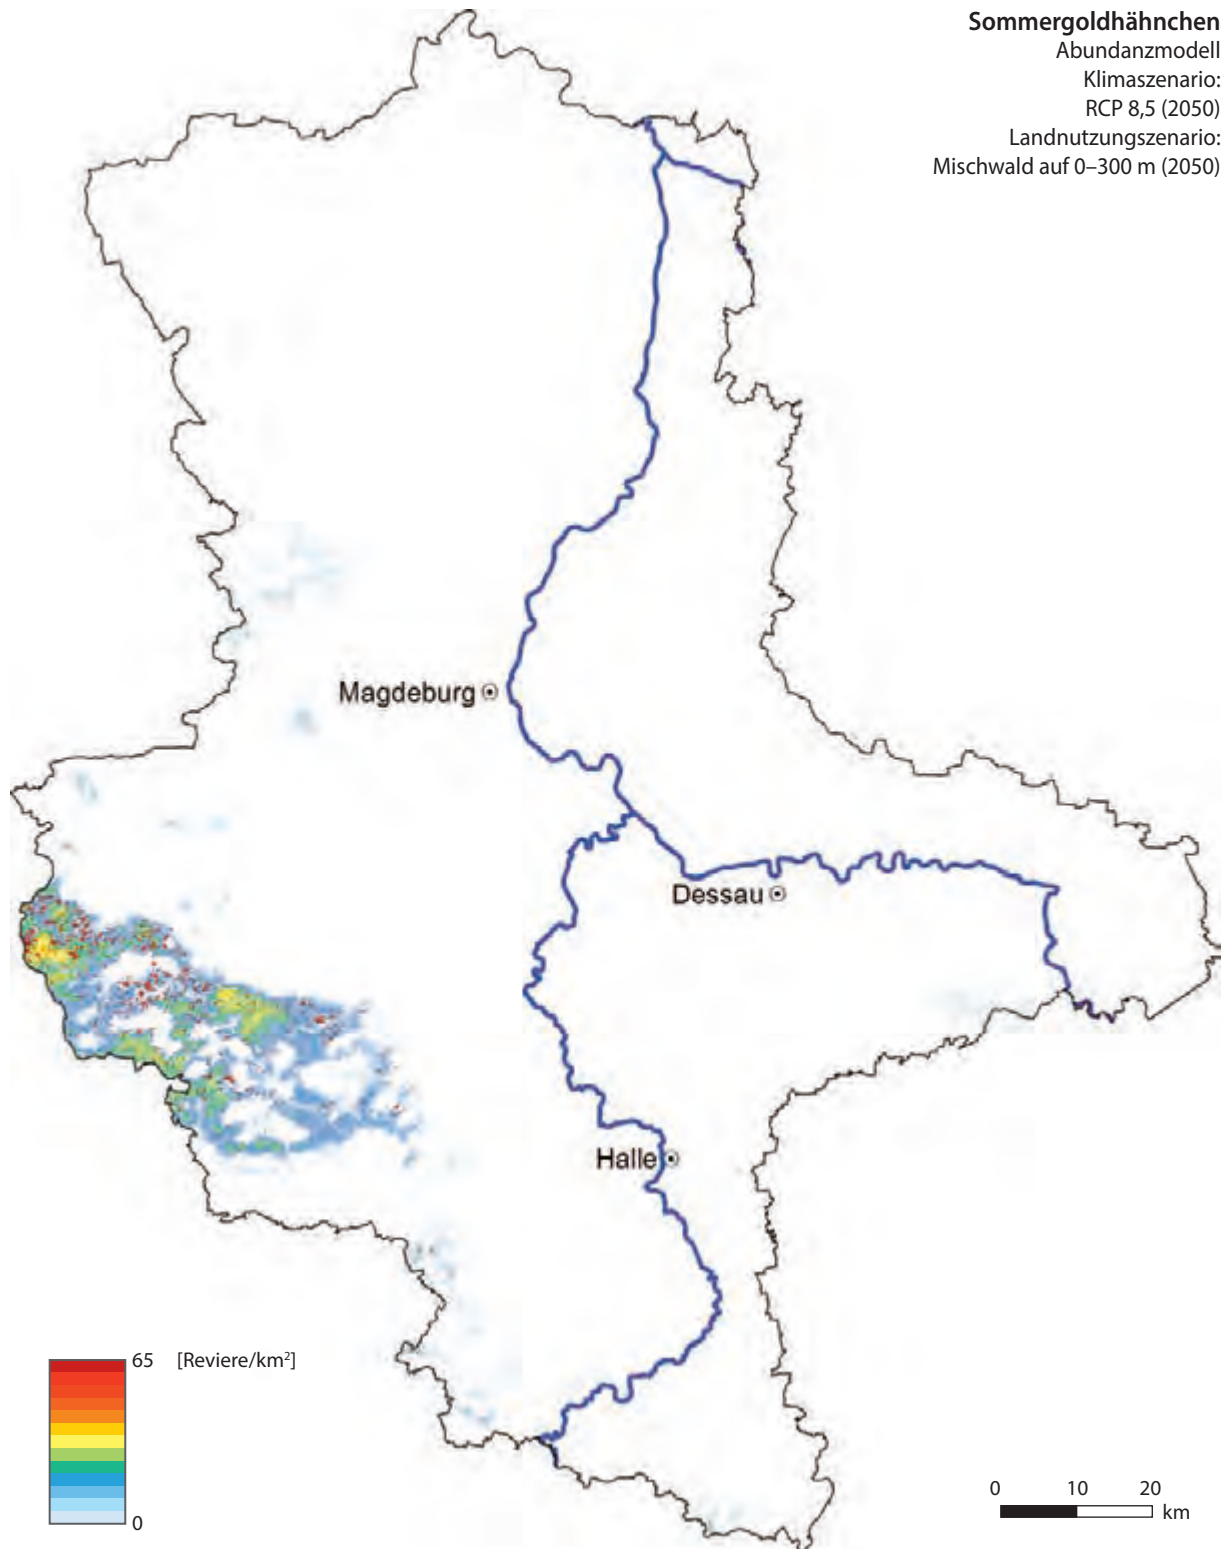 Sommergoldhähnchen
Abundanzmodell
Klimaszenario:
RCP 8,5 (2050)
Landnutzungszenario:
Mischwald auf 0–300 m (2050)
Magdeburg
Dessau
Halle
65 [Reviere/km²]
0
0 10 20
km